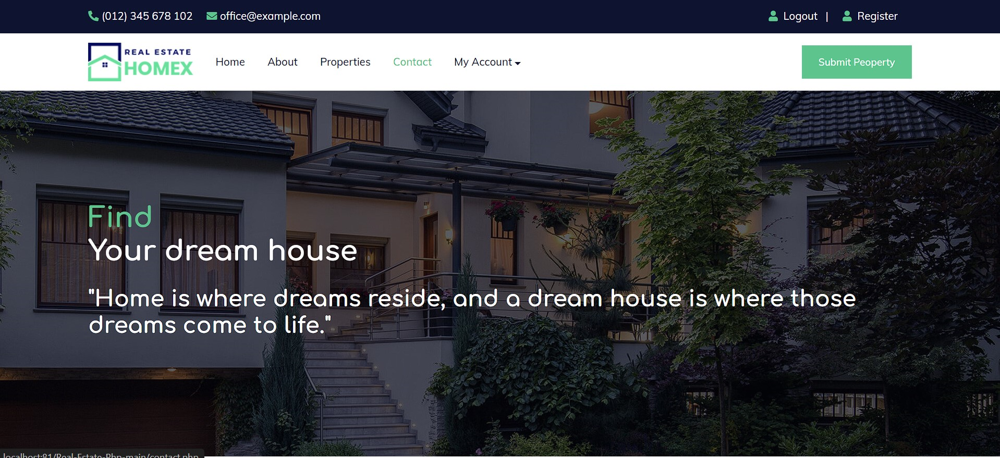 (012) 345 678 102 office@example.com Logout | Register
REAL ESTATE
HOMEX
Home About Properties Contact My Account Submit Peoperty
Find
Your dream house
"Home is where dreams reside, and a dream house is where those
dreams come to life."
localhost:81/Real-Estate-Php-main/contact.php